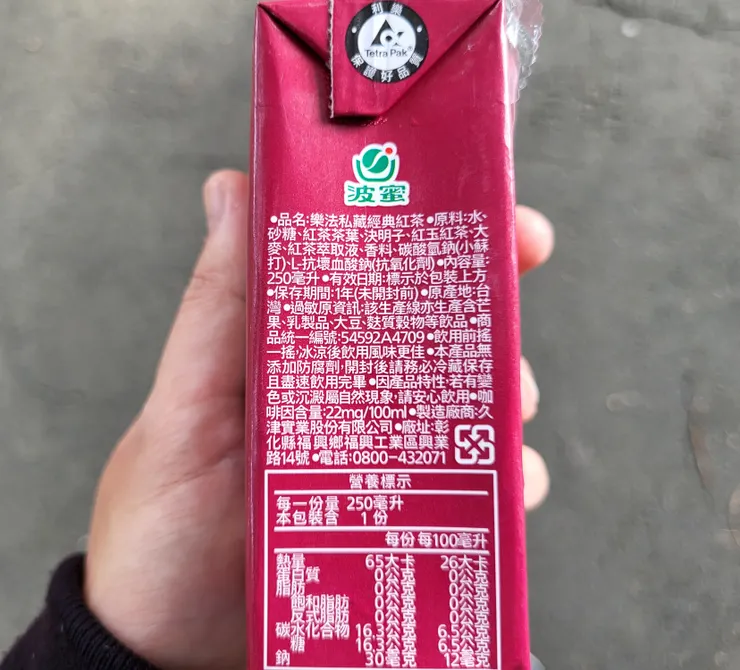 利樂
Tetra Pak®
保證好品質
波蜜
•品名:樂法私藏經典紅茶•原料:水、
砂糖、紅茶茶葉、決明子、紅玉紅茶、大
麥、紅茶萃取液、香料、碳酸氫鈉(小蘇
打)、L-抗壞血酸鈉(抗氧化劑)•內容量:
250毫升•有效日期:標示於包裝上方
•保存期間:1年(未開封前)•原產地:台
灣•過敏原資訊:該生產線亦生產含芒
果、乳製品、大豆、麩質穀物等飲品•商
品統一編號:54592A4709•飲用前搖
一搖,冰涼後飲用風味更佳•本產品無
添加防腐劑,開封後請務必冷藏保存
且盡速飲用完畢•因產品特性,若有變
色或沉澱屬自然現象,請安心飲用•咖
啡因含量:22mg/100ml•製造廠商:久
津實業股份有限公司•廠址:彰
化縣福興鄉福興工業區興業
路14號•電話:0800-432071
營養標示
每一份量 250毫升
本包裝含 1份
每份 每100毫升
熱量 65大卡 26大卡
蛋白質 0公克 0公克
脂肪 0公克 0公克
飽和脂肪 0公克 0公克
反式脂肪 0公克 0公克
碳水化合物 16.3公克 6.5公克
糖 16.3公克 6.5公克
鈉 30毫克 12毫克